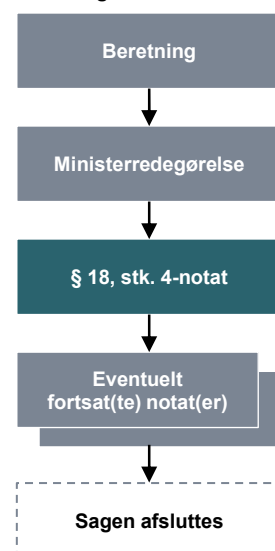 Beretning
Ministerredegørelse
§ 18, stk. 4-notat
Eventuelt
fortsat(te) notat(er)
Sagen afsluttes